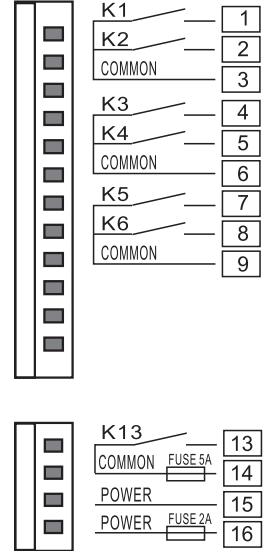 K1 1
K2 2
COMMON 3
K3 4
K4 5
COMMON 6
K5 7
K6 8
COMMON 9
K13 13
COMMON FUSE 5A 14
POWER 15
POWER FUSE 2A 16